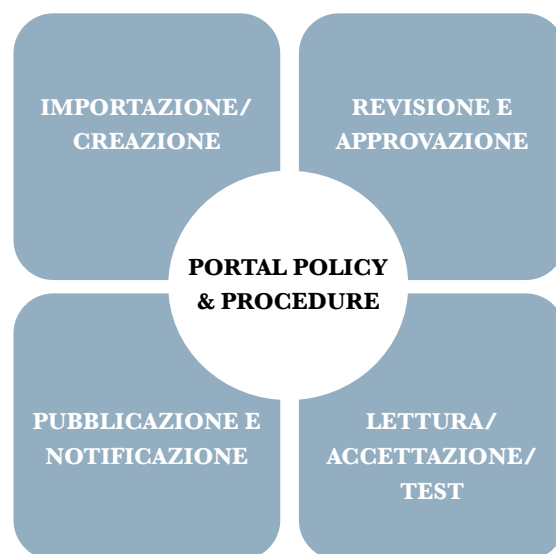 IMPORTAZIONE/
CREAZIONE
REVISIONE E
APPROVAZIONE
PORTAL POLICY
& PROCEDURE
PUBBLICAZIONE E
NOTIFICAZIONE
LETTURA/
ACCETTAZIONE/
TEST